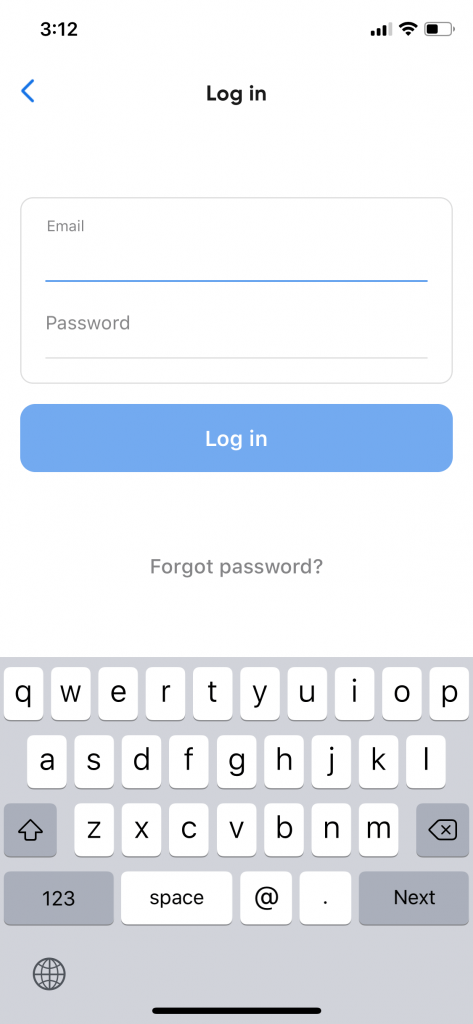 3:12
Log in
Email
Password
Log in
Forgot password?
q w e r t y u i o p
a s d f g h j k l
z x c v b n m
123 space @ . Next